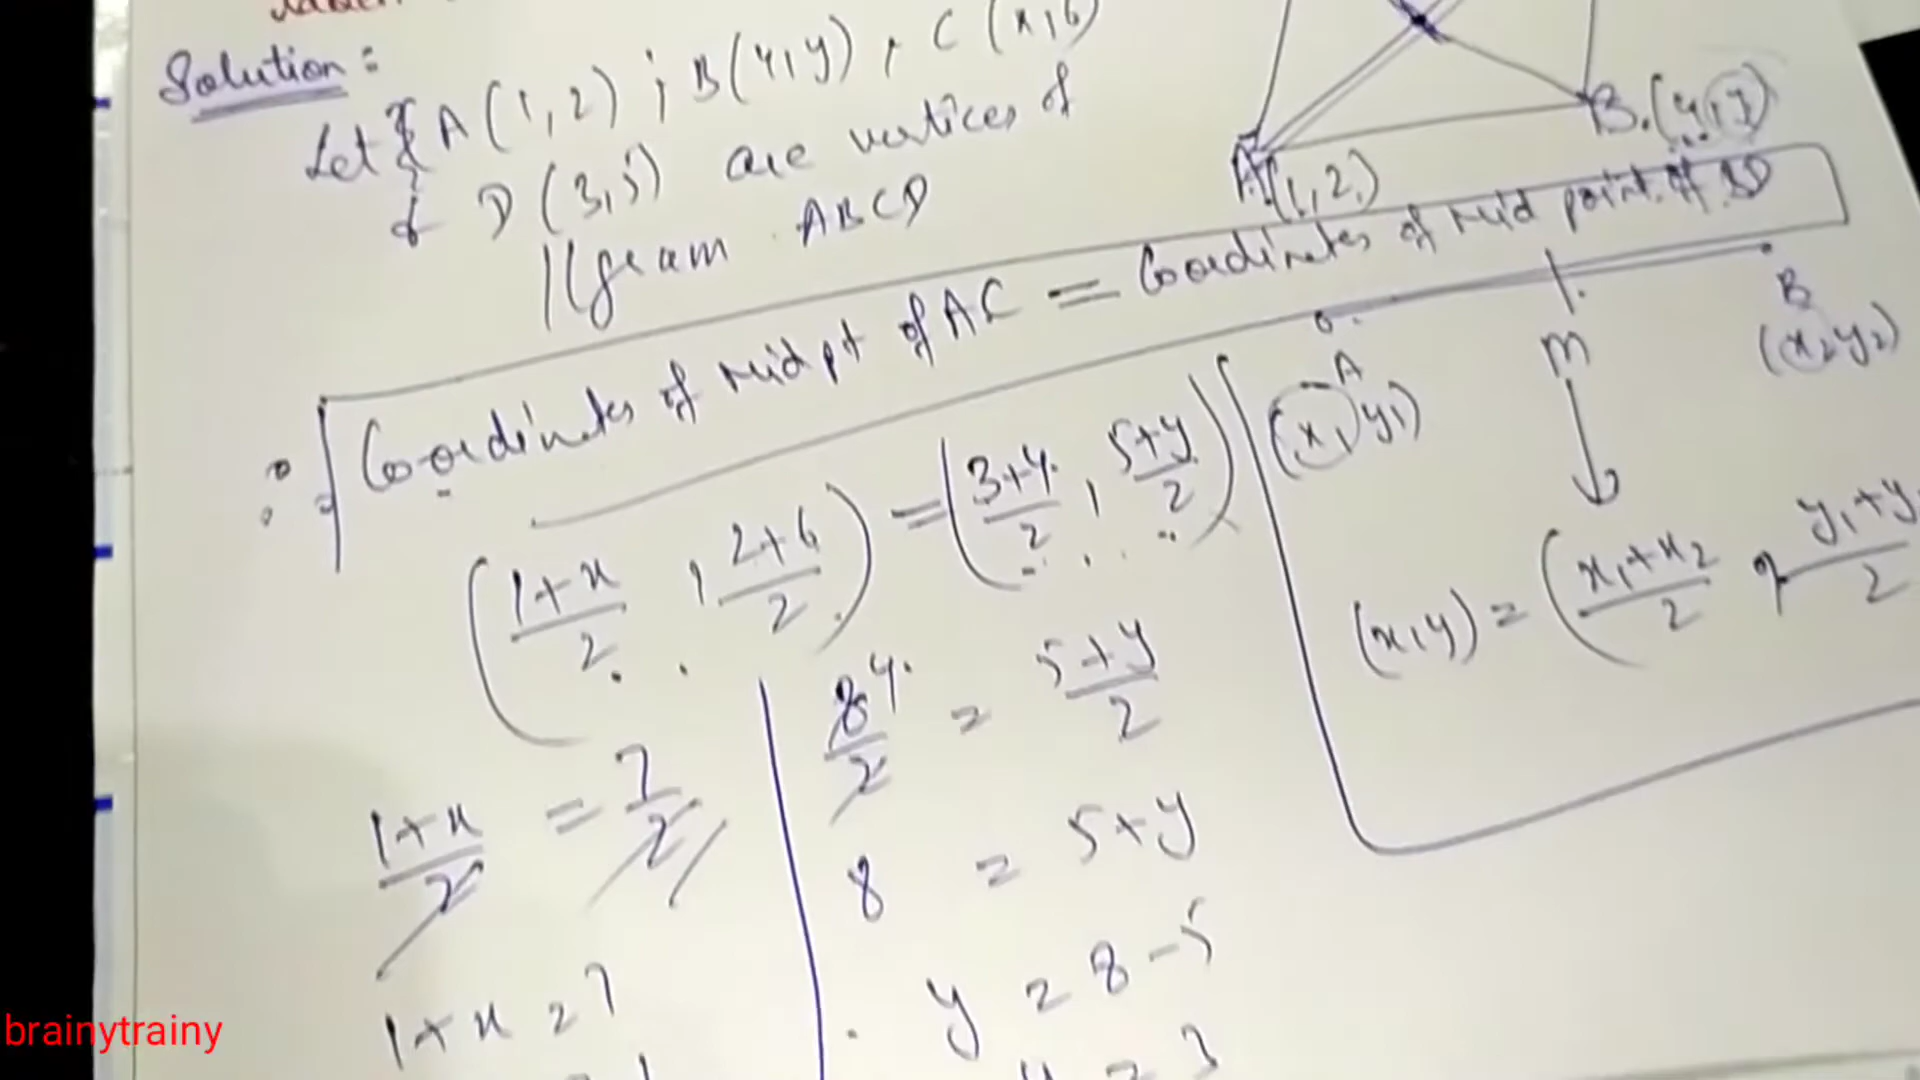 Solution:
Let A(1,2) ; B(4,y) , C(x,6)
& D(3,5) are vertices of
||gram ABCD
B.(4,y)
A(1,2)
∴ Coordinates of Mid pt of AC = Coordinates of Mid point of BD
(1+x/2 , 2+6/2) = (3+4/2 , 5+y/2)
A
(x1 y1)
m
B
(x2 y2)
(x,y) = (x1+x2/2 , y1+y
2
1+x/2 = 7/2
8/2 4 = 5+y/2
8 = 5+y
1+x = 7
y = 8-5
y = 3
brainytrainy